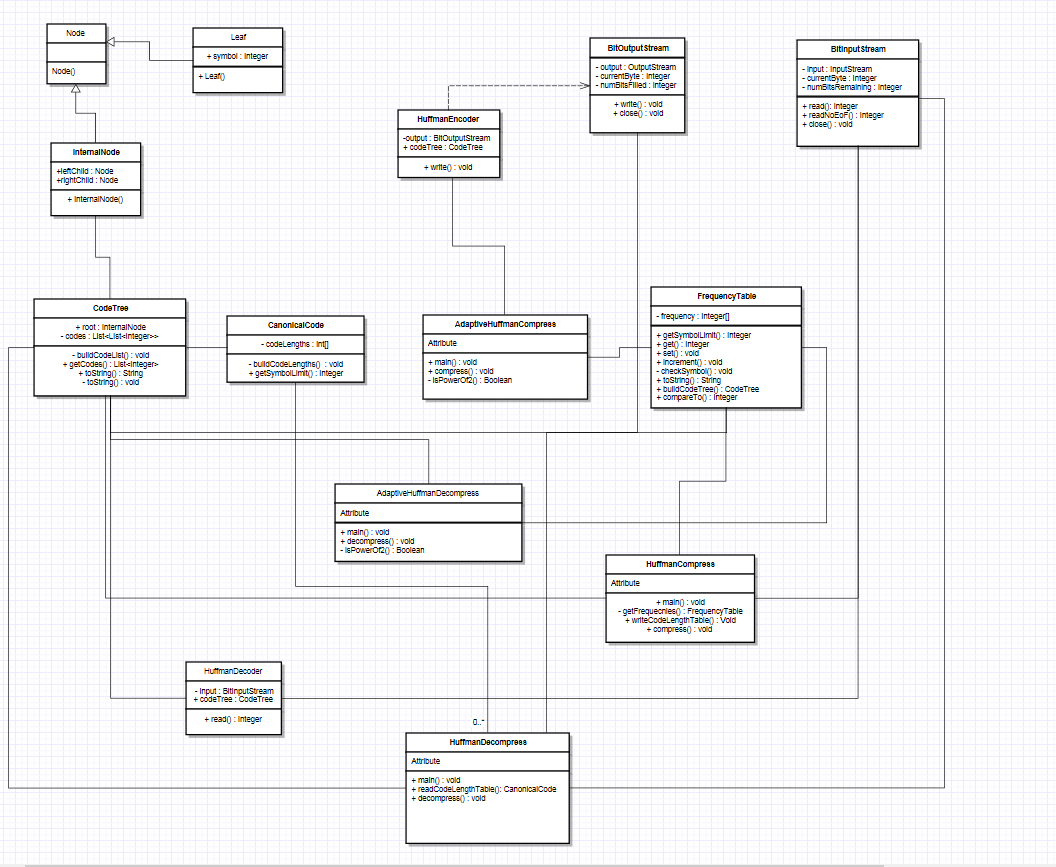 Node
Node()
Leaf
+ symbol : Integer
+ Leaf()
BitOutputStream
- output : OutputStream
- currentByte : Integer
- numBitsFilled : Integer
+ write() : void
+ close() : void
BitInputStream
- input : InputStream
- currentByte : Integer
- numBitsRemaining : Integer
+ read(): Integer
+ readNoEoF() : Integer
+ close() : void
HuffmanEncoder
-output : BitOutputStream
+ codeTree : CodeTree
+ write() : void
InternalNode
+leftChild : Node
+rightChild : Node
+ InternalNode()
CodeTree
+ root : InternalNode
- codes : List<List<Integer>>
- buildCodeList() : void
+ getCodes() : List<Integer>
+ toString() : String
- toString() : void
CanonicalCode
- codeLengths : Int[]
- buildCodeLengths() : void
+ getSymbolLimit() : Integer
AdaptiveHuffmanCompress
Attribute
+ main() : void
+ compress() : void
- isPowerOf2() : Boolean
FrequencyTable
- frequency : Integer[]
+ getSymbolLimit() : Integer
+ get() : Integer
+ set() : void
+ increment() : void
- checkSymbol() : void
+ toString() : String
+ buildCodeTree() : CodeTree
+ compareTo() : Integer
AdaptiveHuffmanDecompress
Attribute
+ main() : void
+ decompress() : void
- isPowerOf2() : Boolean
HuffmanCompress
Attribute
+ main() : void
- getFrequecnies() : FrequencyTable
+ writeCodeLengthTable() : Void
+ compress() : void
HuffmanDecoder
- input : BitInputStream
+ codeTree : CodeTree
+ read() : Integer
0..*
HuffmanDecompress
Attribute
+ main() : void
+ readCodeLengthTable(): CanonicalCode
+ decompress() : void